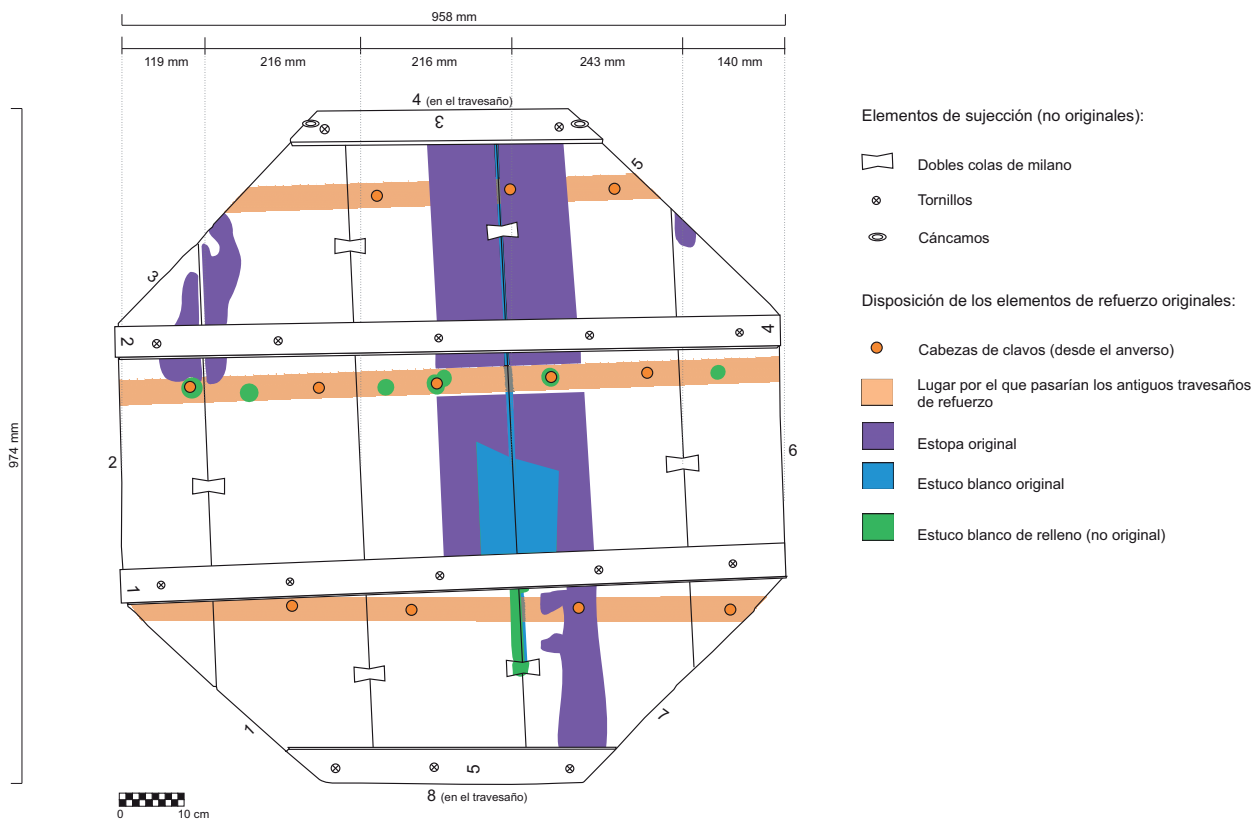 958 mm
119 mm
216 mm
216 mm
243 mm
140 mm
4 (en el travesaño)
3
5
3
2
4
974 mm
2
6
1
1
7
5
8 (en el travesaño)
0
10 cm
Elementos de sujección (no originales):
Dobles colas de milano
Tornillos
Cáncamos
Disposición de los elementos de refuerzo originales:
Cabezas de clavos (desde el anverso)
Lugar por el que pasarían los antiguos travesaños
de refuerzo
Estopa original
Estuco blanco original
Estuco blanco de relleno (no original)